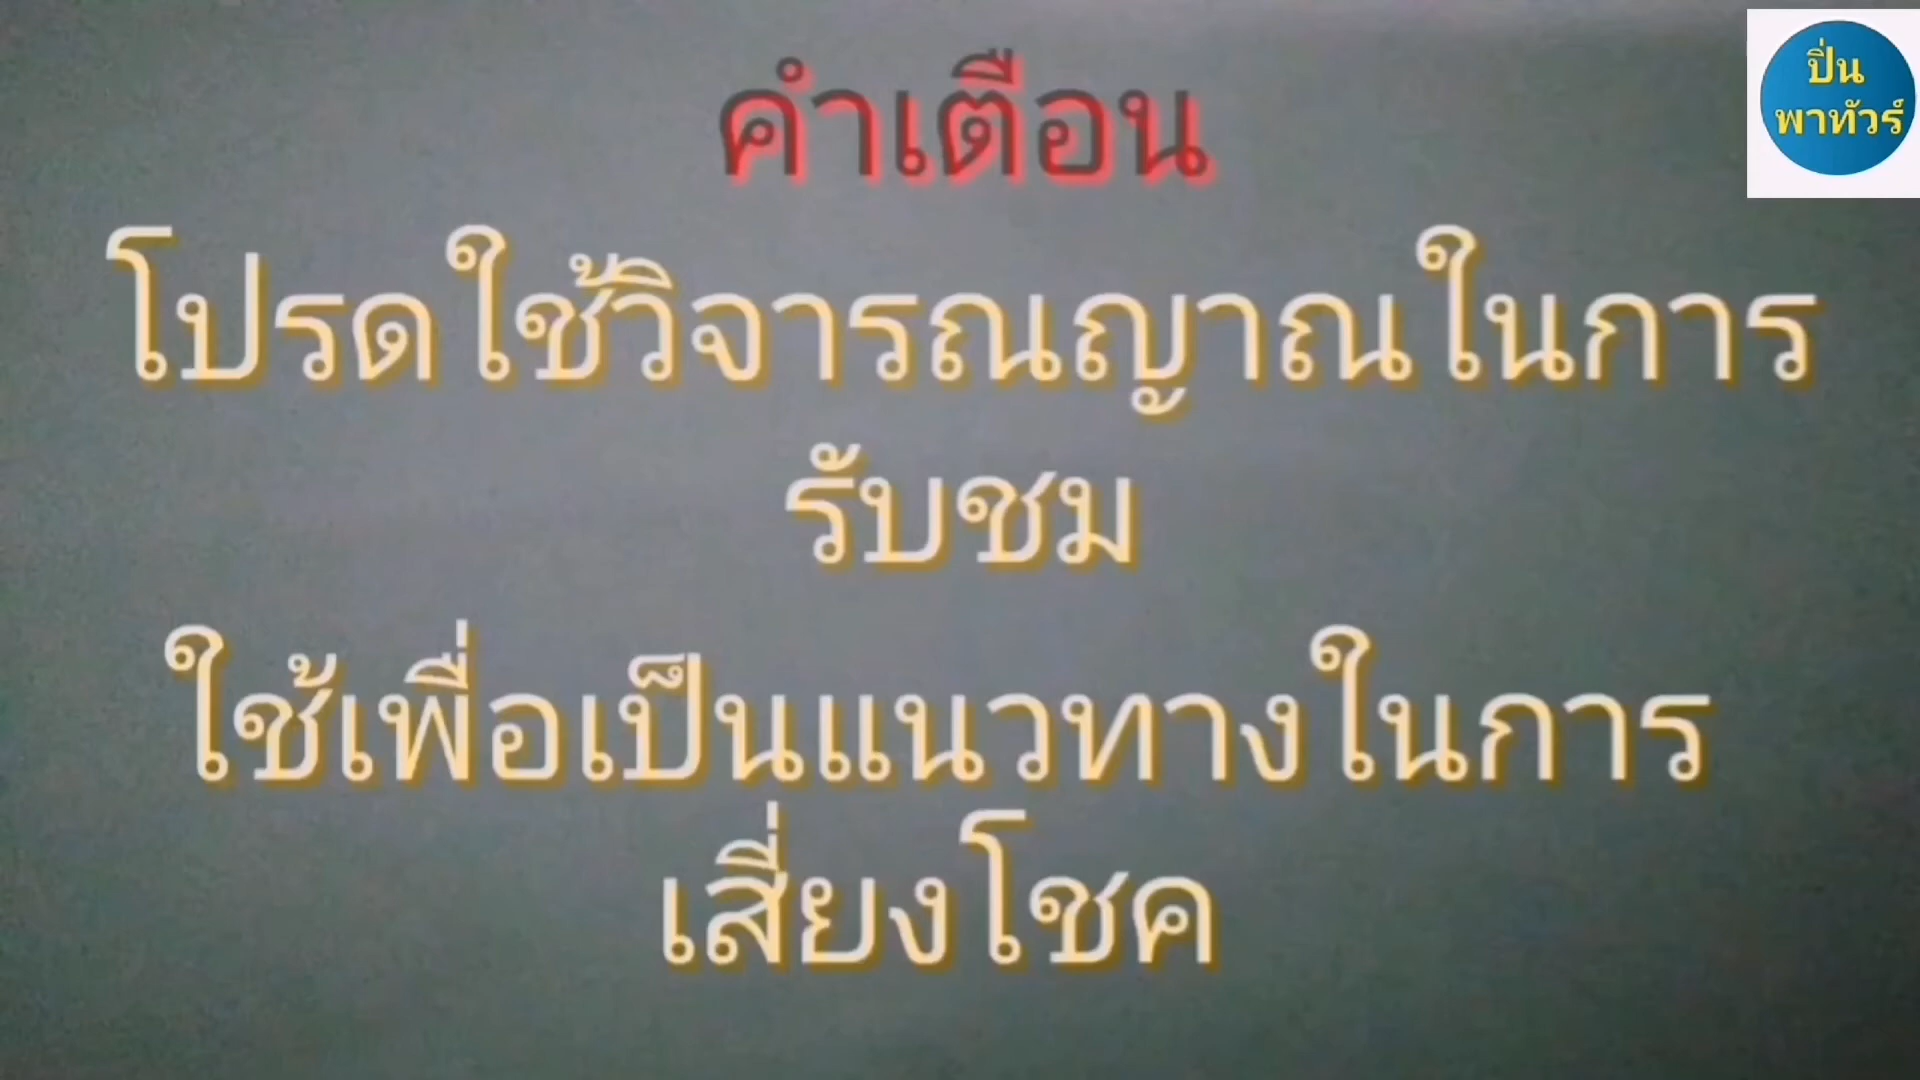 คำเตือน
ปิ่น
พาทัวร์
โปรดใช้วิจารณญาณในการ
รับชม
ใช้เพื่อเป็นแนวทางในการ
เสี่ยงโชค